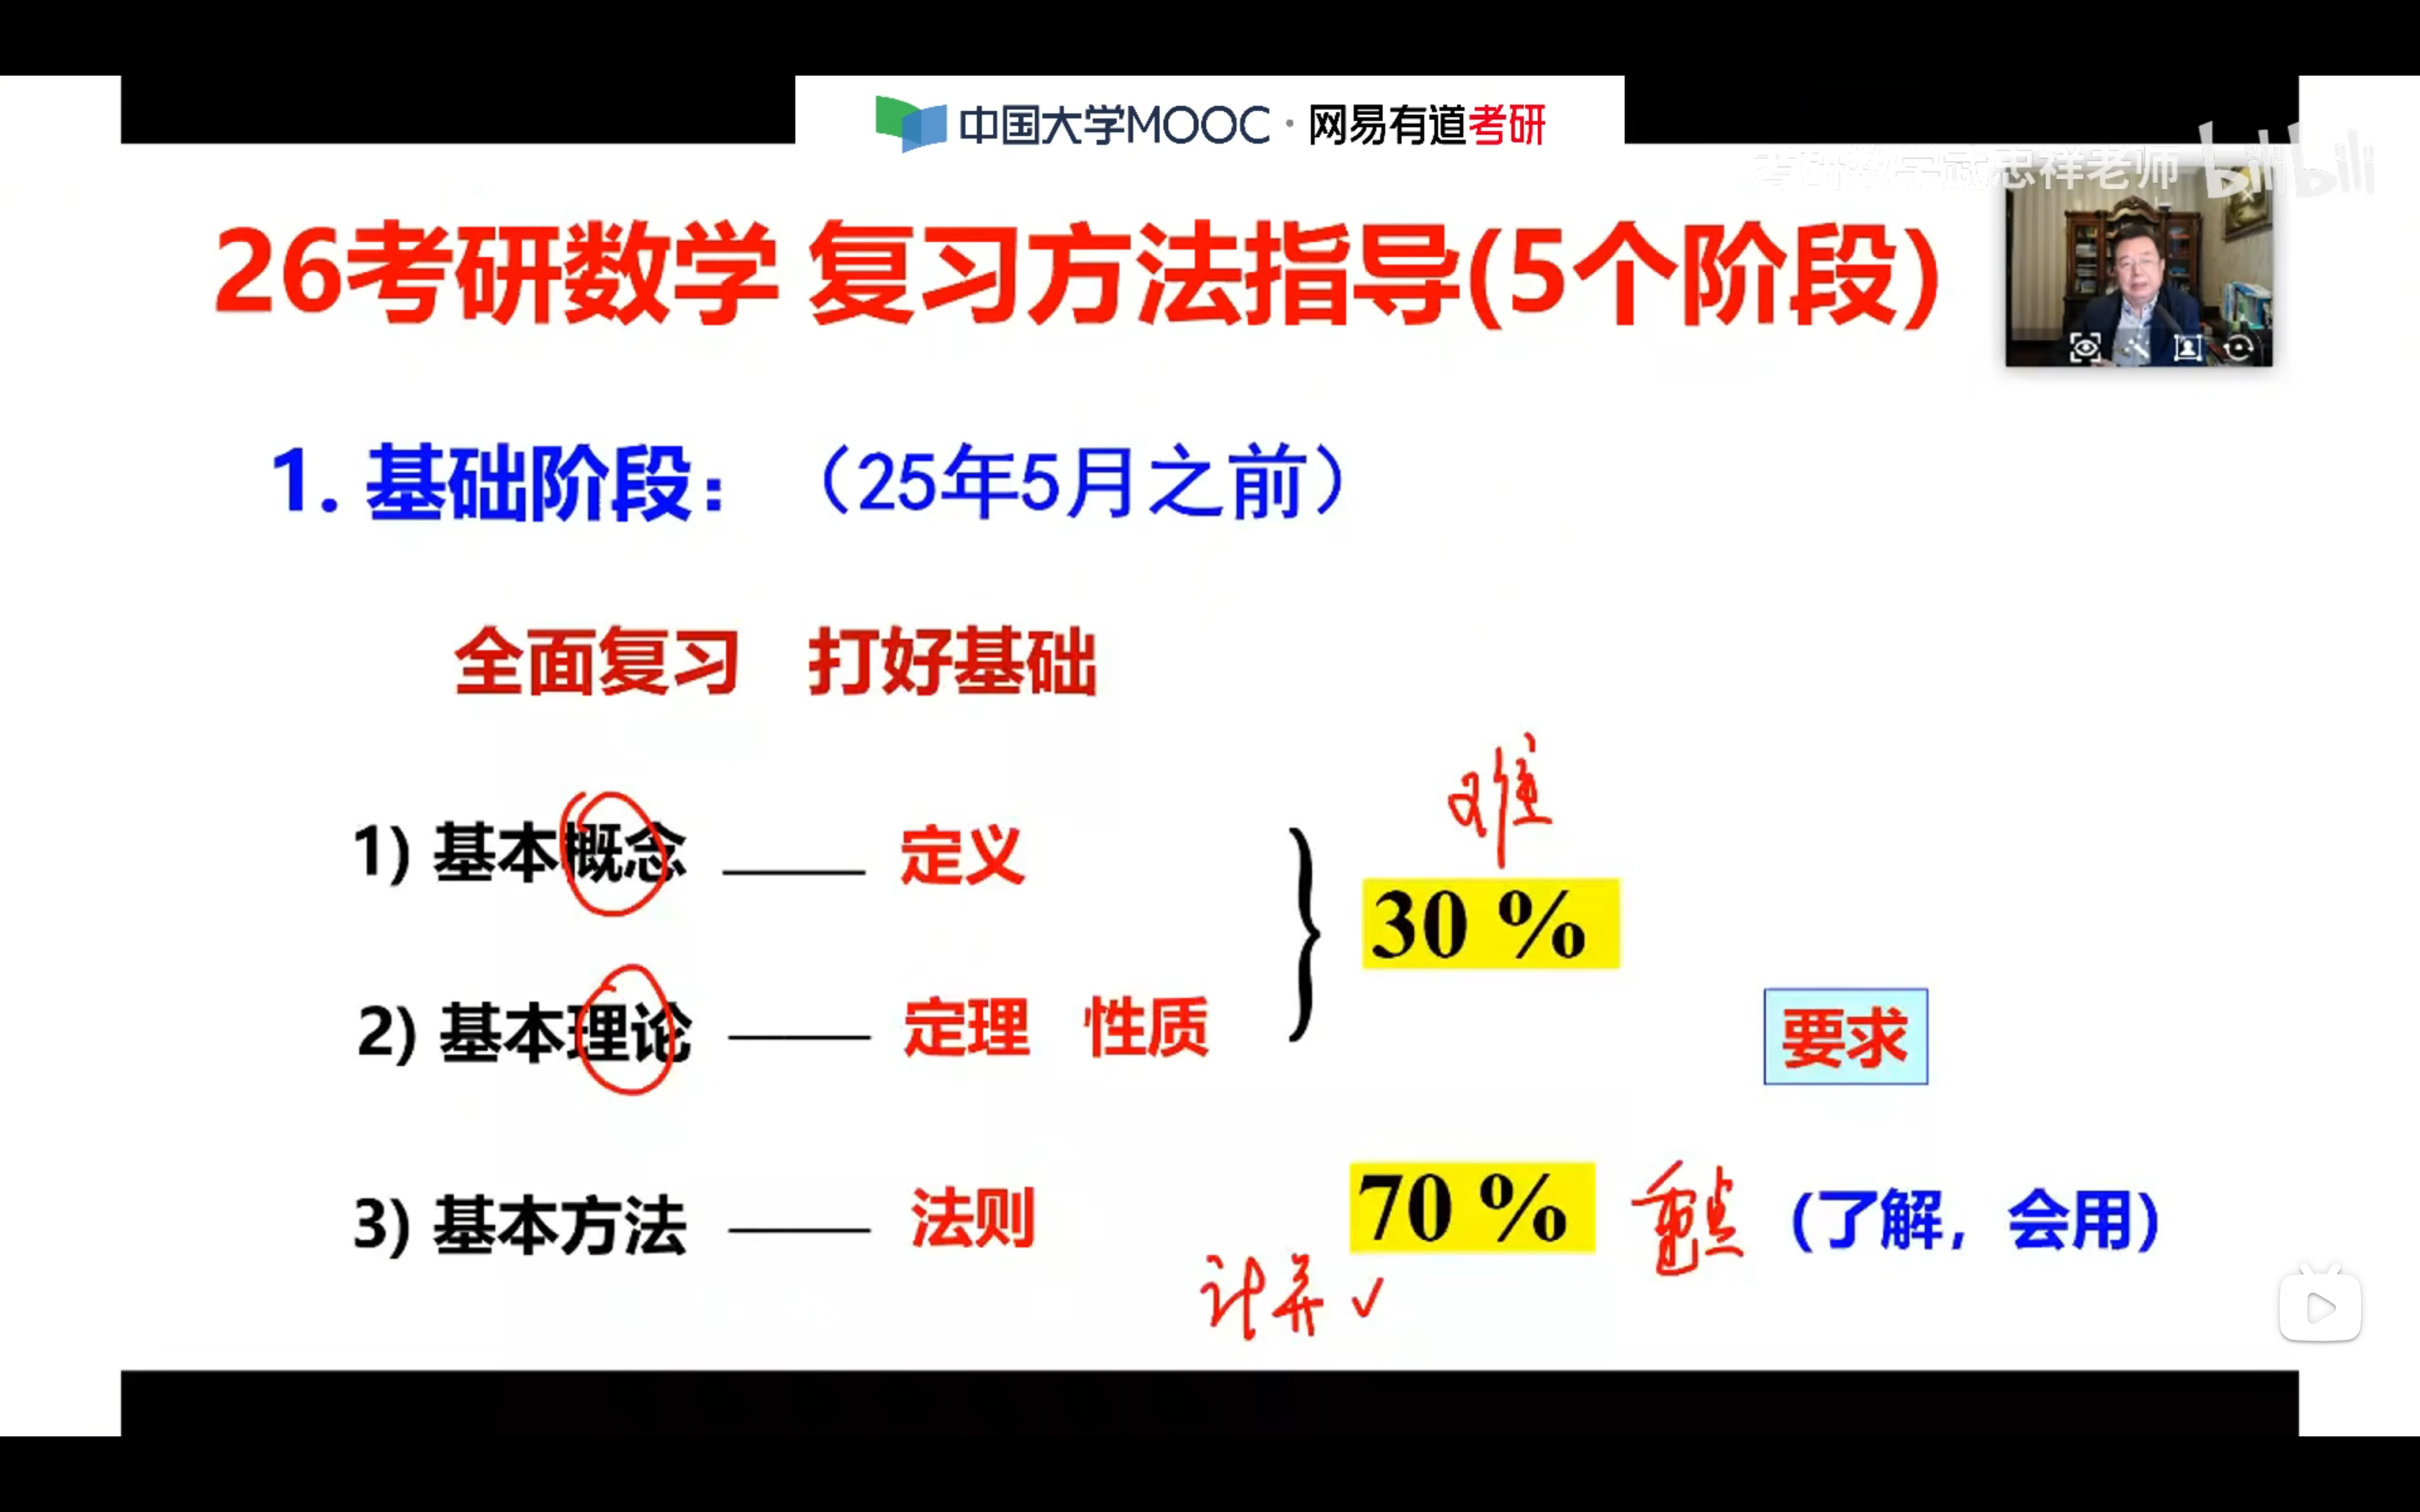 中国大学MOOC·网易有道考研
考研数学武忠祥老师 bilibili
26考研数学 复习方法指导(5个阶段)
1. 基础阶段：（25年5月之前）
全面复习 打好基础
难
1) 基本概念 —— 定义
30 %
2) 基本理论 —— 定理 性质
要求
3) 基本方法 —— 法则 70 % 重点 (了解，会用)
计算 ✓